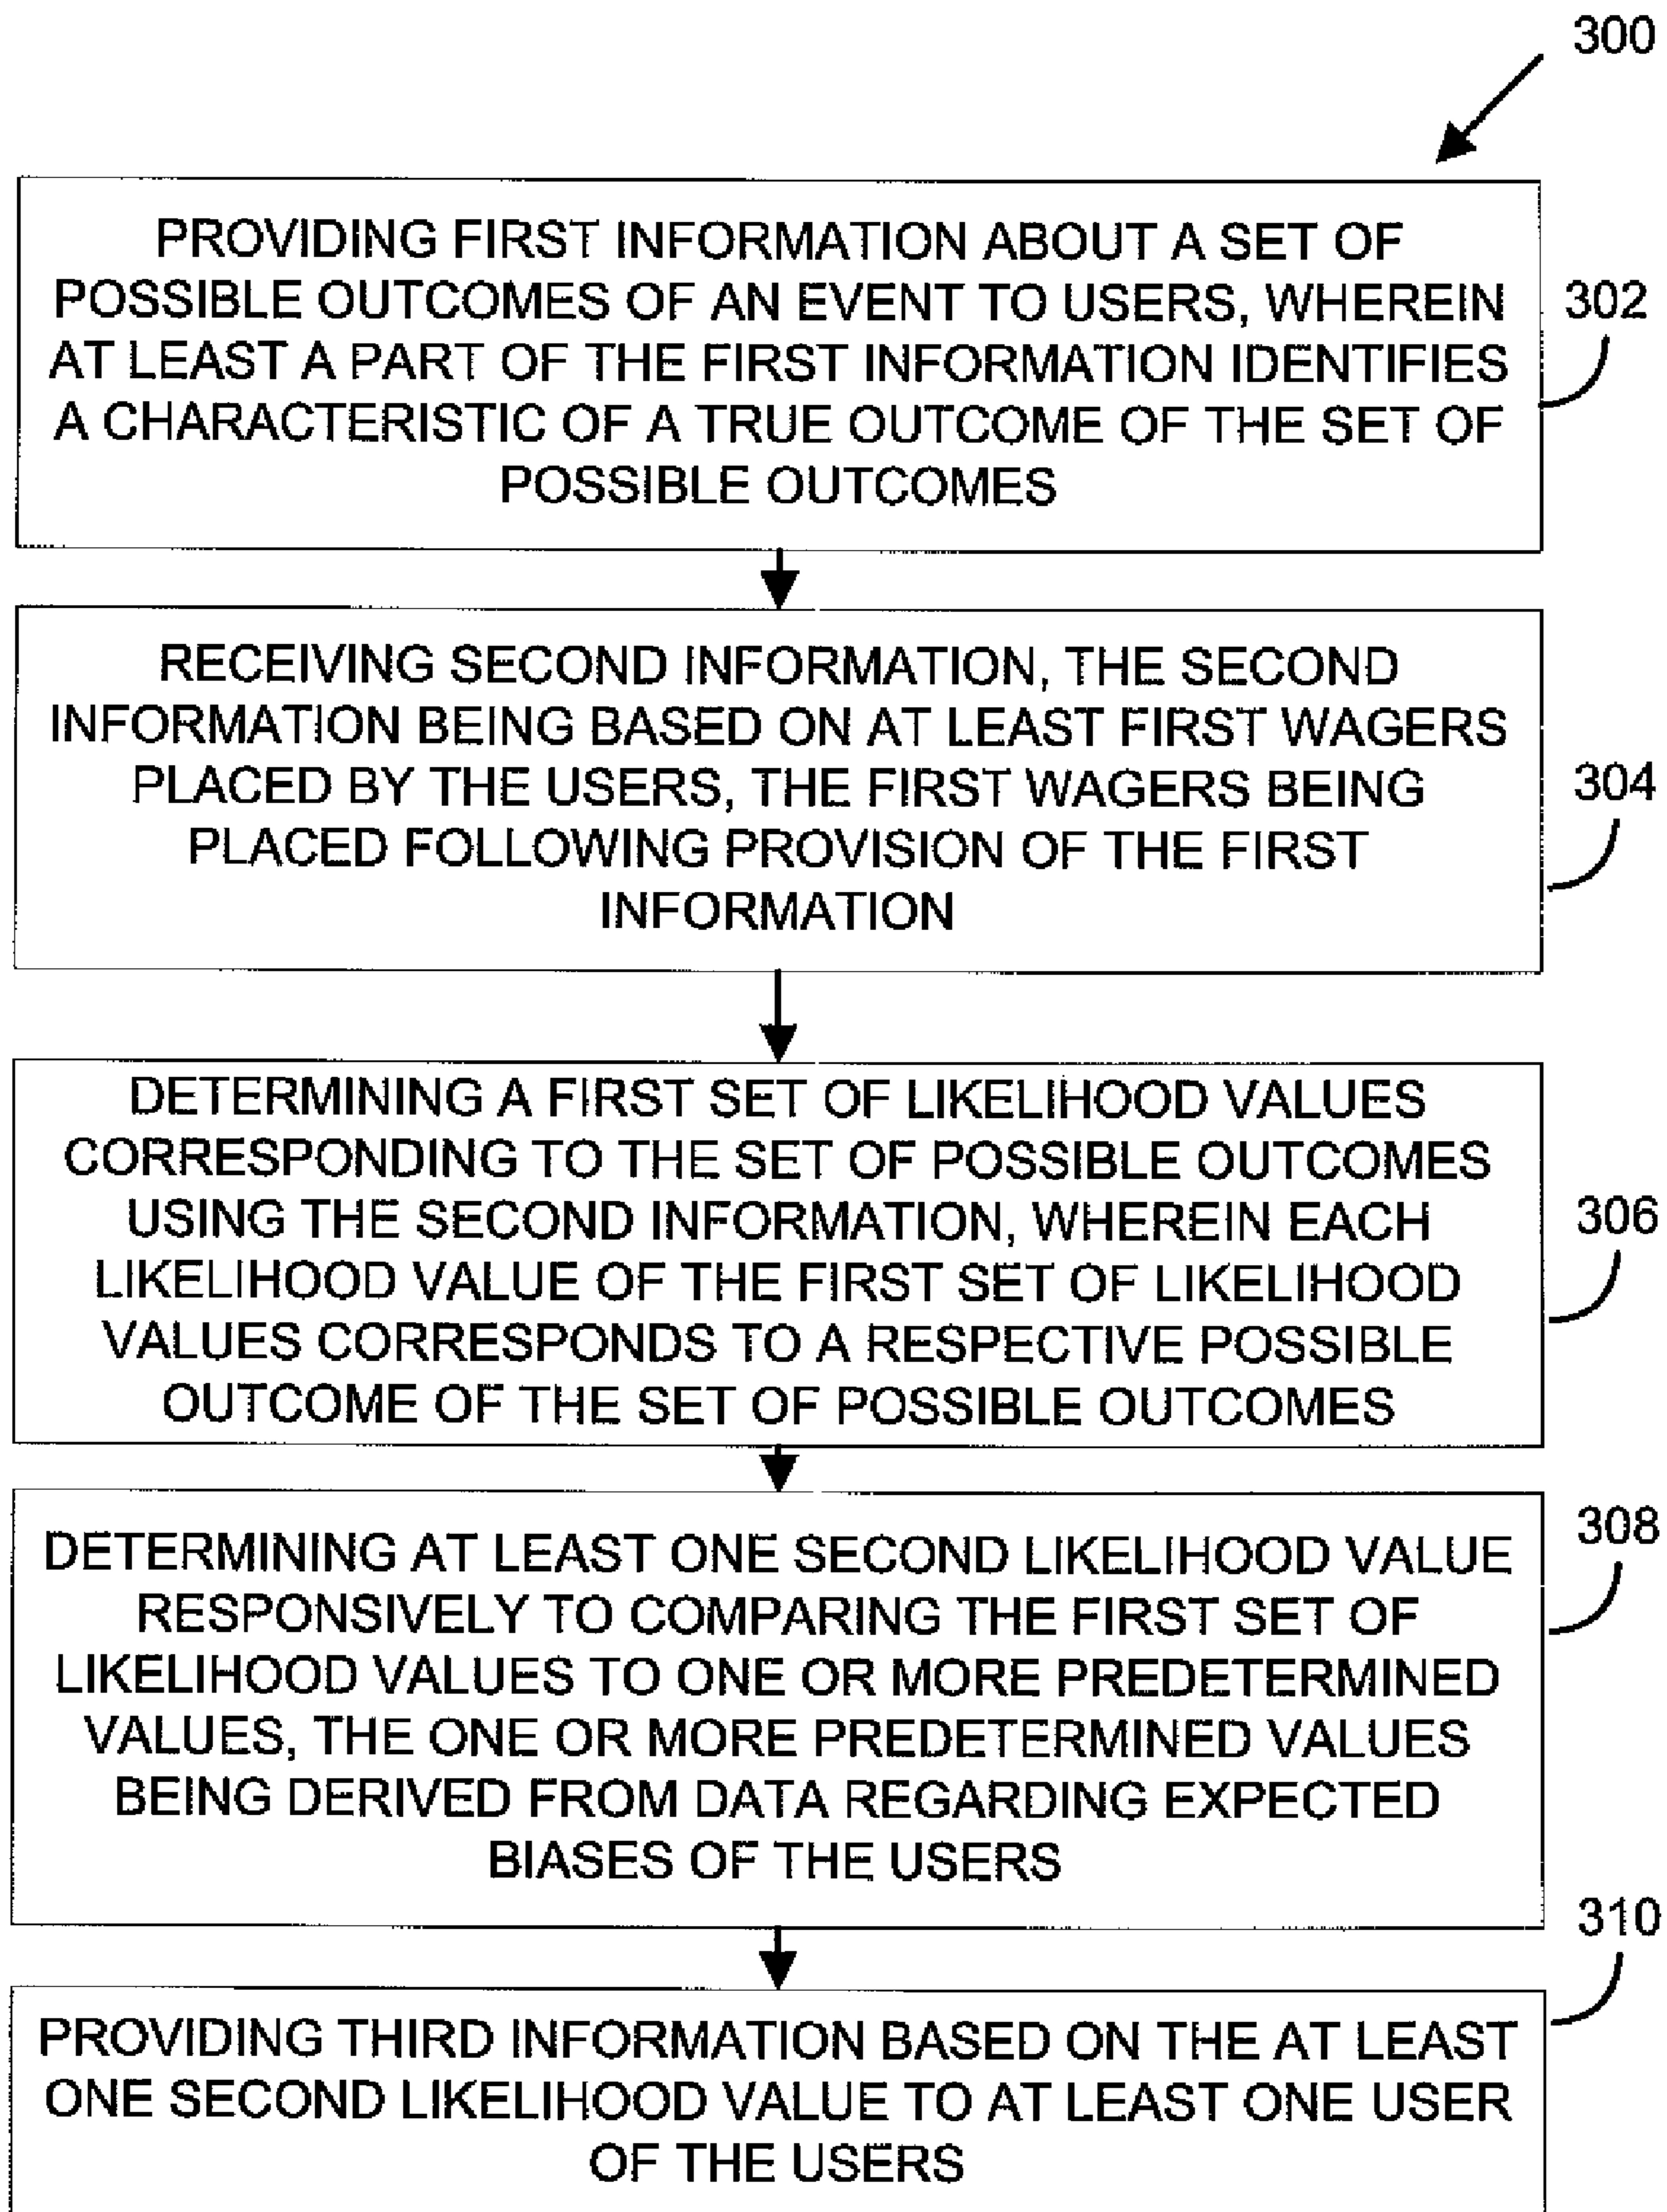 300
PROVIDING FIRST INFORMATION ABOUT A SET OF
POSSIBLE OUTCOMES OF AN EVENT TO USERS, WHEREIN
AT LEAST A PART OF THE FIRST INFORMATION IDENTIFIES
A CHARACTERISTIC OF A TRUE OUTCOME OF THE SET OF
POSSIBLE OUTCOMES
302
RECEIVING SECOND INFORMATION, THE SECOND
INFORMATION BEING BASED ON AT LEAST FIRST WAGERS
PLACED BY THE USERS, THE FIRST WAGERS BEING
PLACED FOLLOWING PROVISION OF THE FIRST
INFORMATION
304
DETERMINING A FIRST SET OF LIKELIHOOD VALUES
CORRESPONDING TO THE SET OF POSSIBLE OUTCOMES
USING THE SECOND INFORMATION, WHEREIN EACH
LIKELIHOOD VALUE OF THE FIRST SET OF LIKELIHOOD
VALUES CORRESPONDS TO A RESPECTIVE POSSIBLE
OUTCOME OF THE SET OF POSSIBLE OUTCOMES
306
DETERMINING AT LEAST ONE SECOND LIKELIHOOD VALUE
RESPONSIVELY TO COMPARING THE FIRST SET OF
LIKELIHOOD VALUES TO ONE OR MORE PREDETERMINED
VALUES, THE ONE OR MORE PREDETERMINED VALUES
BEING DERIVED FROM DATA REGARDING EXPECTED
BIASES OF THE USERS
308
PROVIDING THIRD INFORMATION BASED ON THE AT LEAST
ONE SECOND LIKELIHOOD VALUE TO AT LEAST ONE USER
OF THE USERS
310